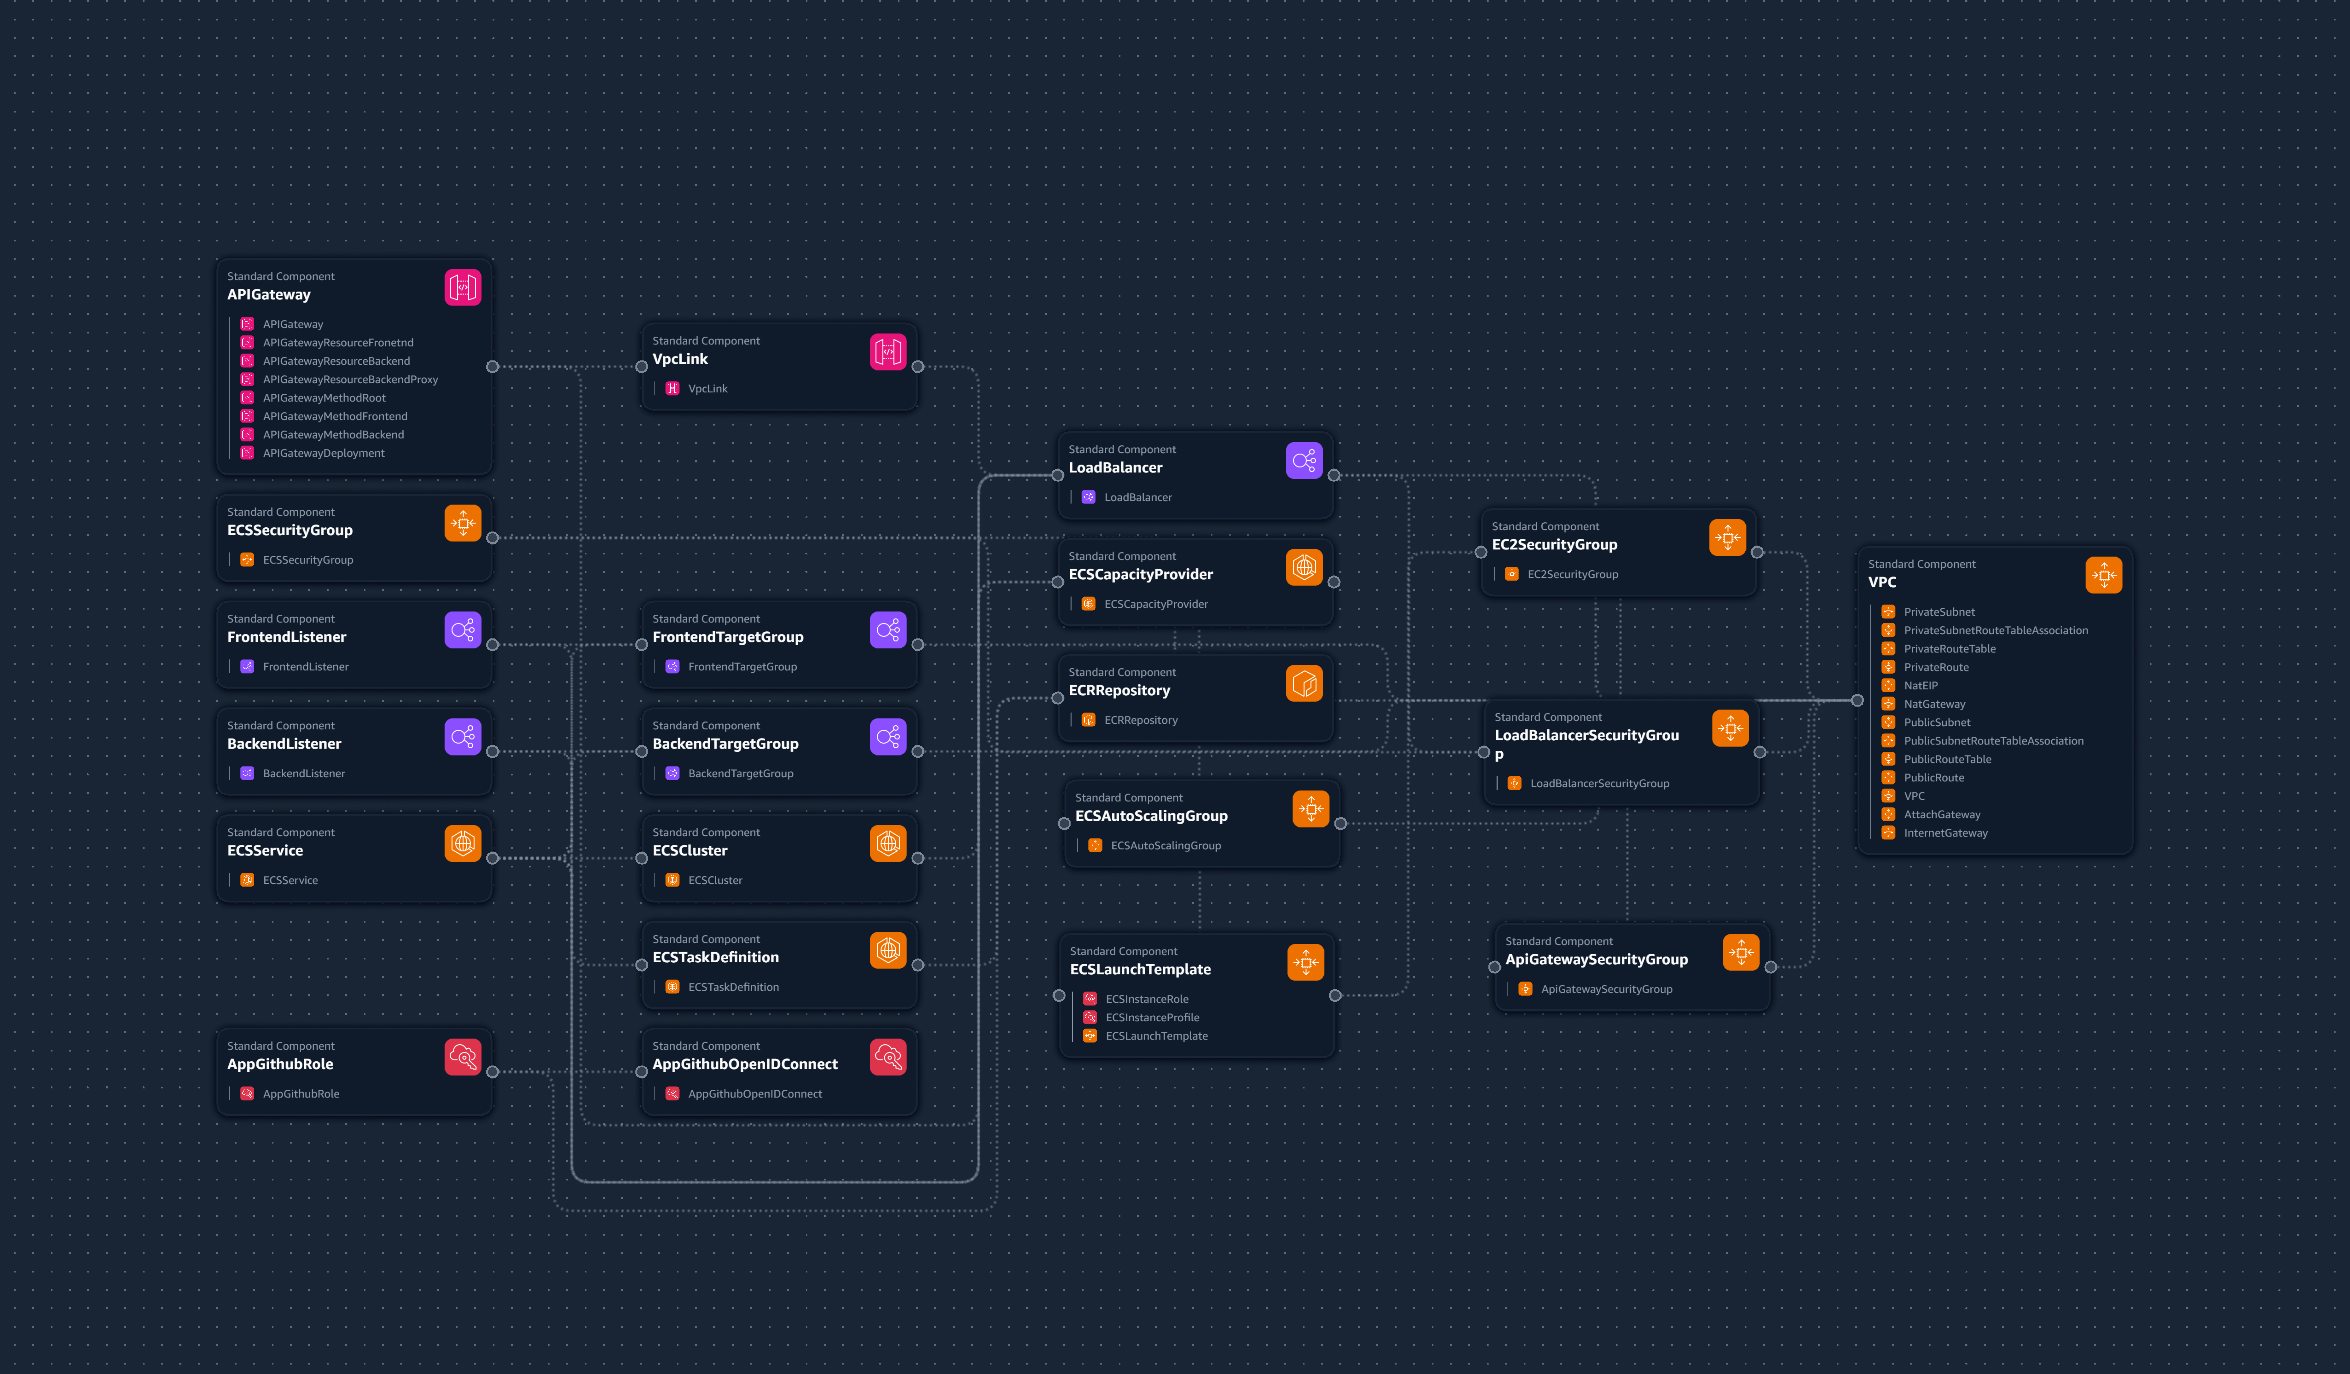 Standard Component
APIGateway
APIGateway
APIGatewayResourceFronetnd
APIGatewayResourceBackend
APIGatewayResourceBackendProxy
APIGatewayMethodRoot
APIGatewayMethodFrontend
APIGatewayMethodBackend
APIGatewayDeployment
Standard Component
ECSSecurityGroup
ECSSecurityGroup
Standard Component
FrontendListener
FrontendListener
Standard Component
BackendListener
BackendListener
Standard Component
ECSService
ECSService
Standard Component
AppGithubRole
AppGithubRole
Standard Component
VpcLink
VpcLink
Standard Component
FrontendTargetGroup
FrontendTargetGroup
Standard Component
BackendTargetGroup
BackendTargetGroup
Standard Component
ECSCluster
ECSCluster
Standard Component
ECSTaskDefinition
ECSTaskDefinition
Standard Component
AppGithubOpenIDConnect
AppGithubOpenIDConnect
Standard Component
LoadBalancer
LoadBalancer
Standard Component
ECSCapacityProvider
ECSCapacityProvider
Standard Component
ECRRepository
ECRRepository
Standard Component
ECSAutoScalingGroup
ECSAutoScalingGroup
Standard Component
ECSLaunchTemplate
ECSInstanceRole
ECSInstanceProfile
ECSLaunchTemplate
Standard Component
EC2SecurityGroup
EC2SecurityGroup
Standard Component
LoadBalancerSecurityGrou
p
LoadBalancerSecurityGroup
Standard Component
ApiGatewaySecurityGroup
ApiGatewaySecurityGroup
Standard Component
VPC
PrivateSubnet
PrivateSubnetRouteTableAssociation
PrivateRouteTable
PrivateRoute
NatEIP
NatGateway
PublicSubnet
PublicSubnetRouteTableAssociation
PublicRouteTable
PublicRoute
VPC
AttachGateway
InternetGateway